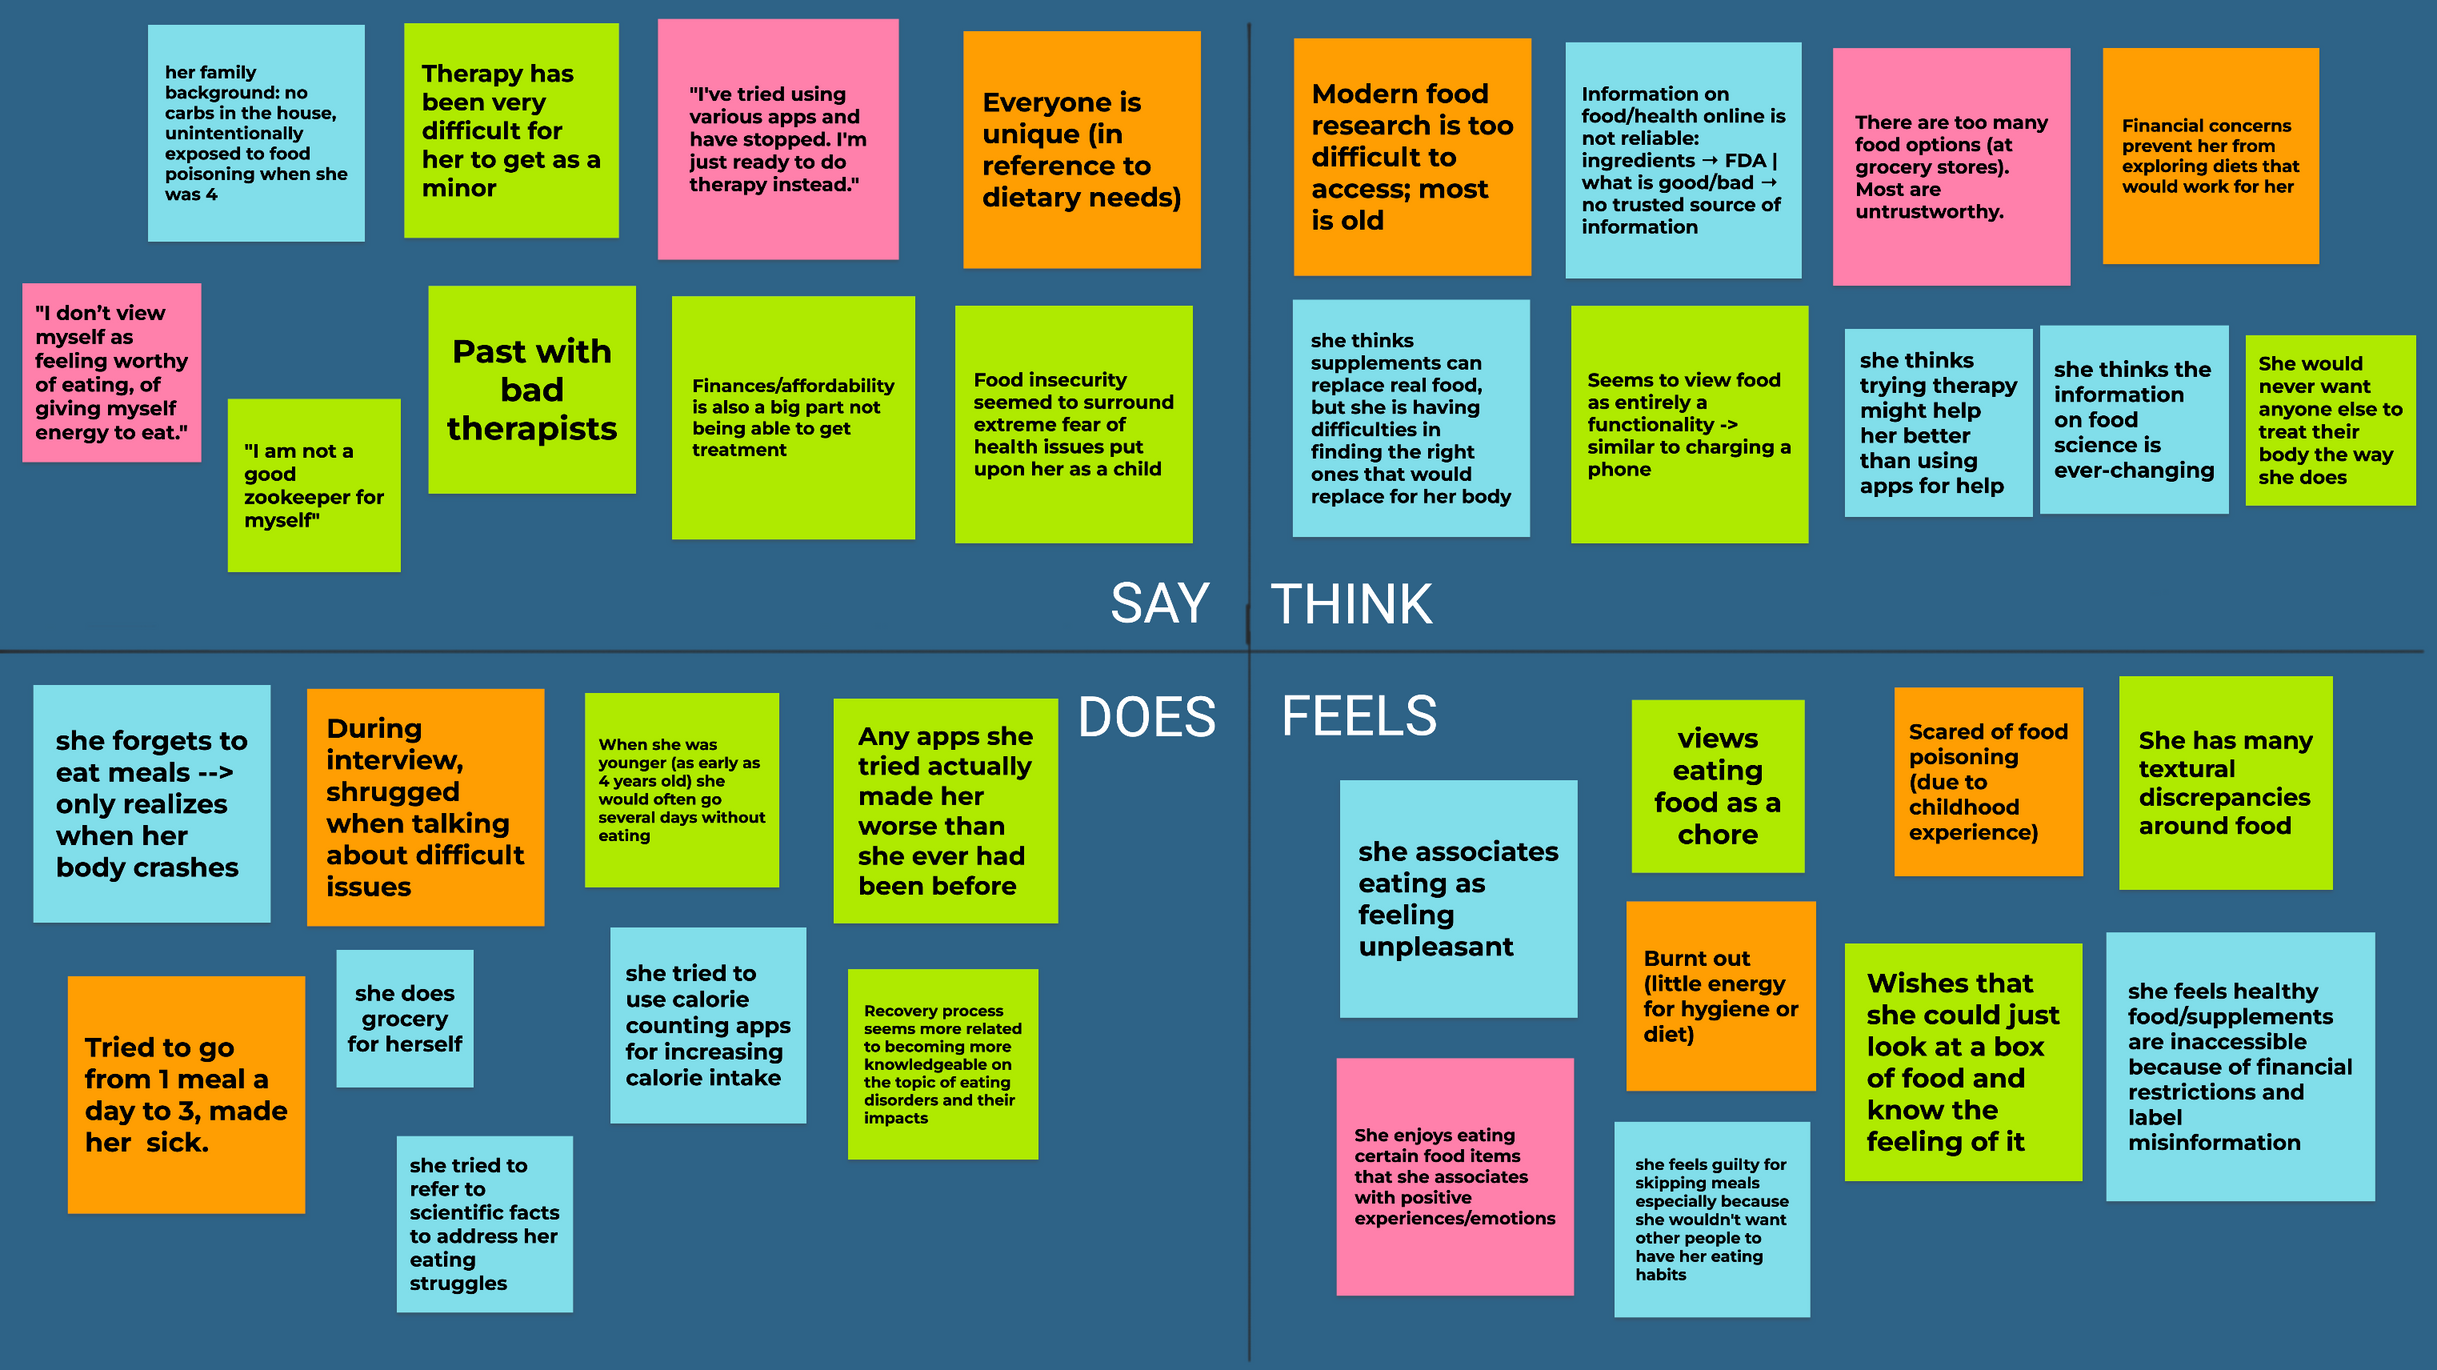 her family
background: no
carbs in the house,
unintentionally
exposed to food
poisoning when she
was 4
Therapy has
been very
difficult for
her to get as a
minor
"I've tried using
various apps and
have stopped. I'm
just ready to do
therapy instead."
Everyone is
unique (in
reference to
dietary needs)
"I don’t view
myself as
feeling worthy
of eating, of
giving myself
energy to eat."
"I am not a
good
zookeeper for
myself"
Past with
bad
therapists
Finances/affordability
is also a big part not
being able to get
treatment
Food insecurity
seemed to surround
extreme fear of
health issues put
upon her as a child
SAY
Modern food
research is too
difficult to
access; most
is old
Information on
food/health online is
not reliable:
ingredients → FDA |
what is good/bad →
no trusted source of
information
There are too many
food options (at
grocery stores).
Most are
untrustworthy.
Financial concerns
prevent her from
exploring diets that
would work for her
she thinks
supplements can
replace real food,
but she is having
difficulties in
finding the right
ones that would
replace for her body
Seems to view food
as entirely a
functionality ->
similar to charging a
phone
she thinks
trying therapy
might help
her better
than using
apps for help
she thinks the
information
on food
science is
ever-changing
She would
never want
anyone else to
treat their
body the way
she does
THINK
DOES
she forgets to
eat meals -->
only realizes
when her
body crashes
During
interview,
shrugged
when talking
about difficult
issues
When she was
younger (as early as
4 years old) she
would often go
several days without
eating
Any apps she
tried actually
made her
worse than
she ever had
been before
Tried to go
from 1 meal a
day to 3, made
her  sick.
she does
grocery
for herself
she tried to
use calorie
counting apps
for increasing
calorie intake
Recovery process
seems more related
to becoming more
knowledgeable on
the topic of eating
disorders and their
impacts
she tried to
refer to
scientific facts
to address her
eating
struggles
FEELS
she associates
eating as
feeling
unpleasant
views
eating
food as a
chore
Scared of food
poisoning
(due to
childhood
experience)
She has many
textural
discrepancies
around food
Burnt out
(little energy
for hygiene or
diet)
Wishes that
she could just
look at a box
of food and
know the
feeling of it
she feels healthy
food/supplements
are inaccessible
because of financial
restrictions and
label
misinformation
She enjoys eating
certain food items
that she associates
with positive
experiences/emotions
she feels guilty for
skipping meals
especially because
she wouldn't want
other people to
have her eating
habits